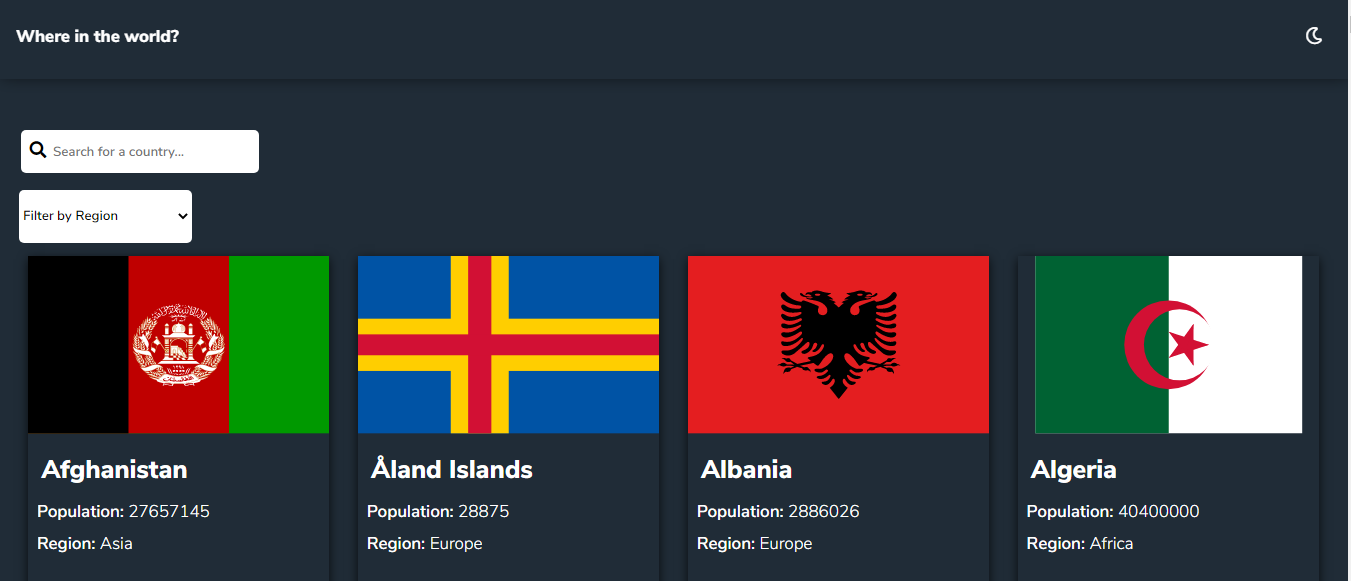 Where in the world?
Search for a country...
Filter by Region
Afghanistan
Population: 27657145
Region: Asia
Åland Islands
Population: 28875
Region: Europe
Albania
Population: 2886026
Region: Europe
Algeria
Population: 40400000
Region: Africa